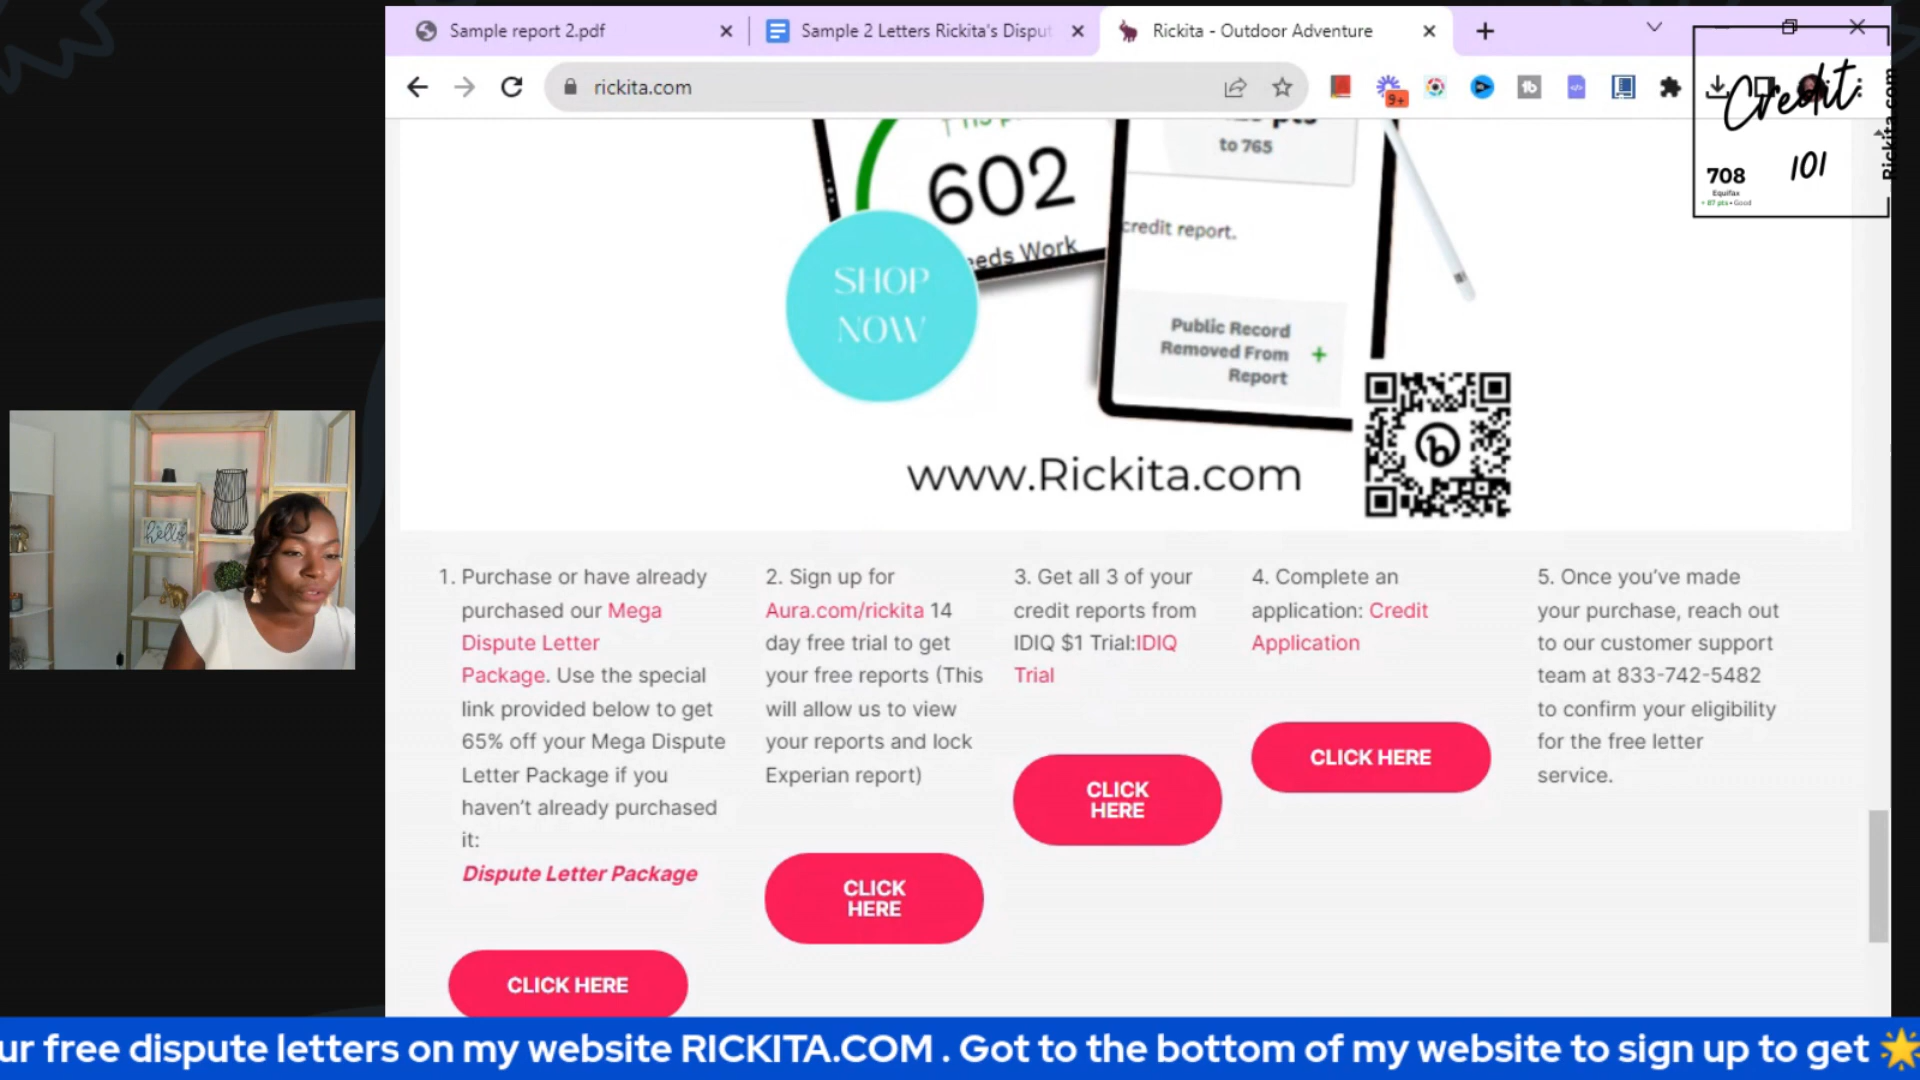 Sample report 2.pdf
Sample 2 Letters Rickita's Disput
Rickita - Outdoor Adventure
rickita.com
9+
Credit
101
708
Equifax
+ 87 pts • Good
Rickita.com
602
eeds Work
to 765
credit report.
Public Record
Removed From
Report
SHOP
NOW
www.Rickita.com
hello
1. Purchase or have already
purchased our Mega
Dispute Letter
Package. Use the special
link provided below to get
65% off your Mega Dispute
Letter Package if you
haven't already purchased
it:
Dispute Letter Package
CLICK HERE
2. Sign up for
Aura.com/rickita 14
day free trial to get
your free reports (This
will allow us to view
your reports and lock
Experian report)
CLICK
HERE
3. Get all 3 of your
credit reports from
IDIQ $1 Trial:IDIQ
Trial
CLICK
HERE
4. Complete an
application: Credit
Application
CLICK HERE
5. Once you've made
your purchase, reach out
to our customer support
team at 833-742-5482
to confirm your eligibility
for the free letter
service.
ur free dispute letters on my website RICKITA.COM . Got to the bottom of my website to sign up to get